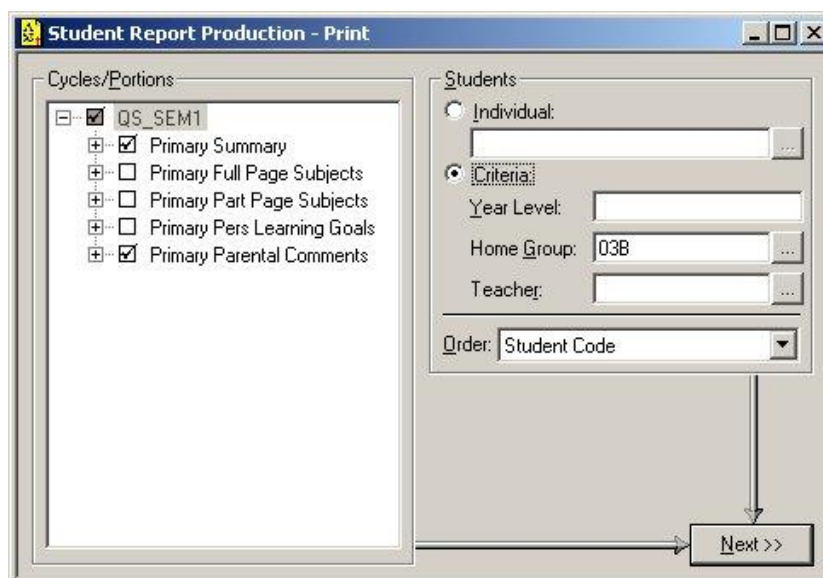 Student Report Production - Print
Cycles/Portions
QS_SEM1
Primary Summary
Primary Full Page Subjects
Primary Part Page Subjects
Primary Pers Learning Goals
Primary Parental Comments
Students
Individual:
...
Criteria:
Year Level:
Home Group: 03B ...
Teacher: ...
Order: Student Code
Next >>